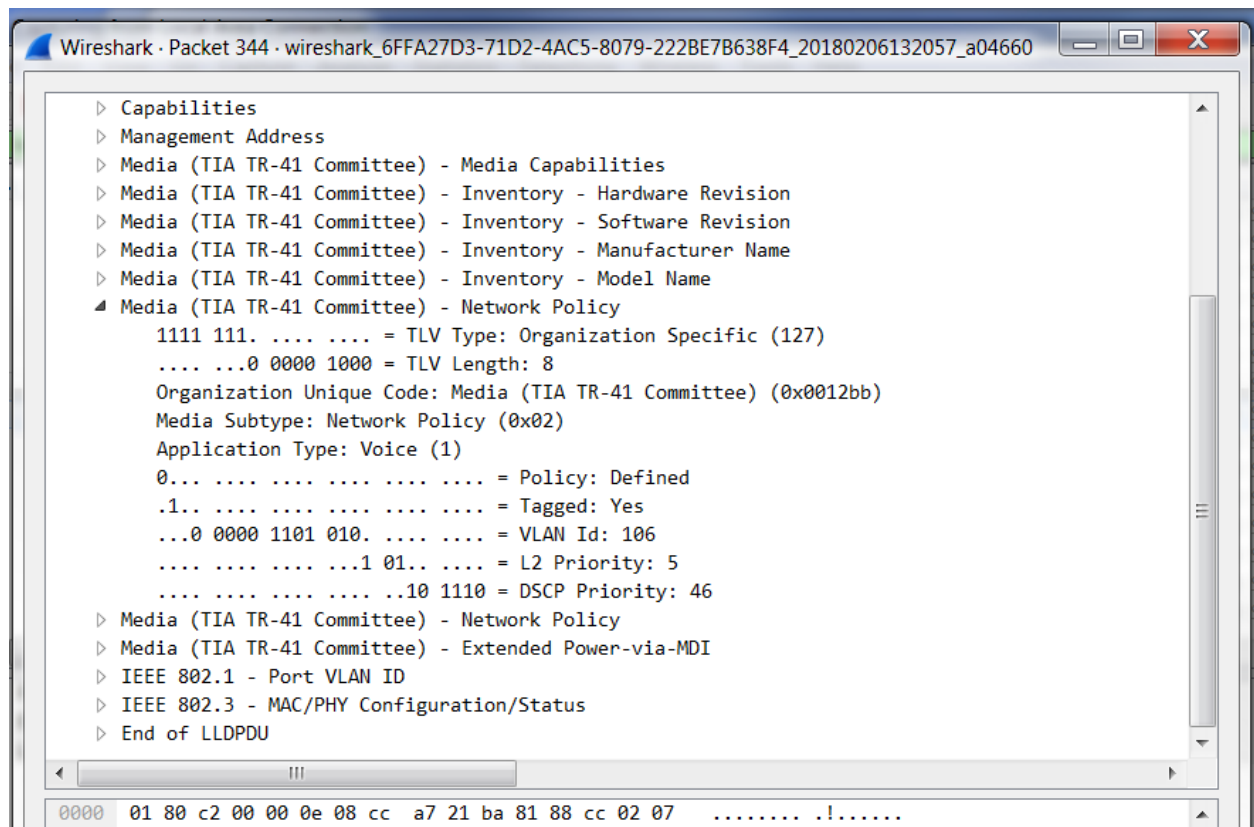 Wireshark · Packet 344 · wireshark_6FFA27D3-71D2-4AC5-8079-222BE7B638F4_20180206132057_a04660
Capabilities
Management Address
Media (TIA TR-41 Committee) - Media Capabilities
Media (TIA TR-41 Committee) - Inventory - Hardware Revision
Media (TIA TR-41 Committee) - Inventory - Software Revision
Media (TIA TR-41 Committee) - Inventory - Manufacturer Name
Media (TIA TR-41 Committee) - Inventory - Model Name
Media (TIA TR-41 Committee) - Network Policy
1111 111. .... .... = TLV Type: Organization Specific (127)
.... ...0 0000 1000 = TLV Length: 8
Organization Unique Code: Media (TIA TR-41 Committee) (0x0012bb)
Media Subtype: Network Policy (0x02)
Application Type: Voice (1)
0... .... .... .... .... .... = Policy: Defined
.1.. .... .... .... .... .... = Tagged: Yes
...0 0000 1101 010. .... .... = VLAN Id: 106
.... .... .... ...1 01.. .... = L2 Priority: 5
.... .... .... .... ..10 1110 = DSCP Priority: 46
Media (TIA TR-41 Committee) - Network Policy
Media (TIA TR-41 Committee) - Extended Power-via-MDI
IEEE 802.1 - Port VLAN ID
IEEE 802.3 - MAC/PHY Configuration/Status
End of LLDPDU
0000 01 80 c2 00 00 0e 08 cc a7 21 ba 81 88 cc 02 07 ........ .!......